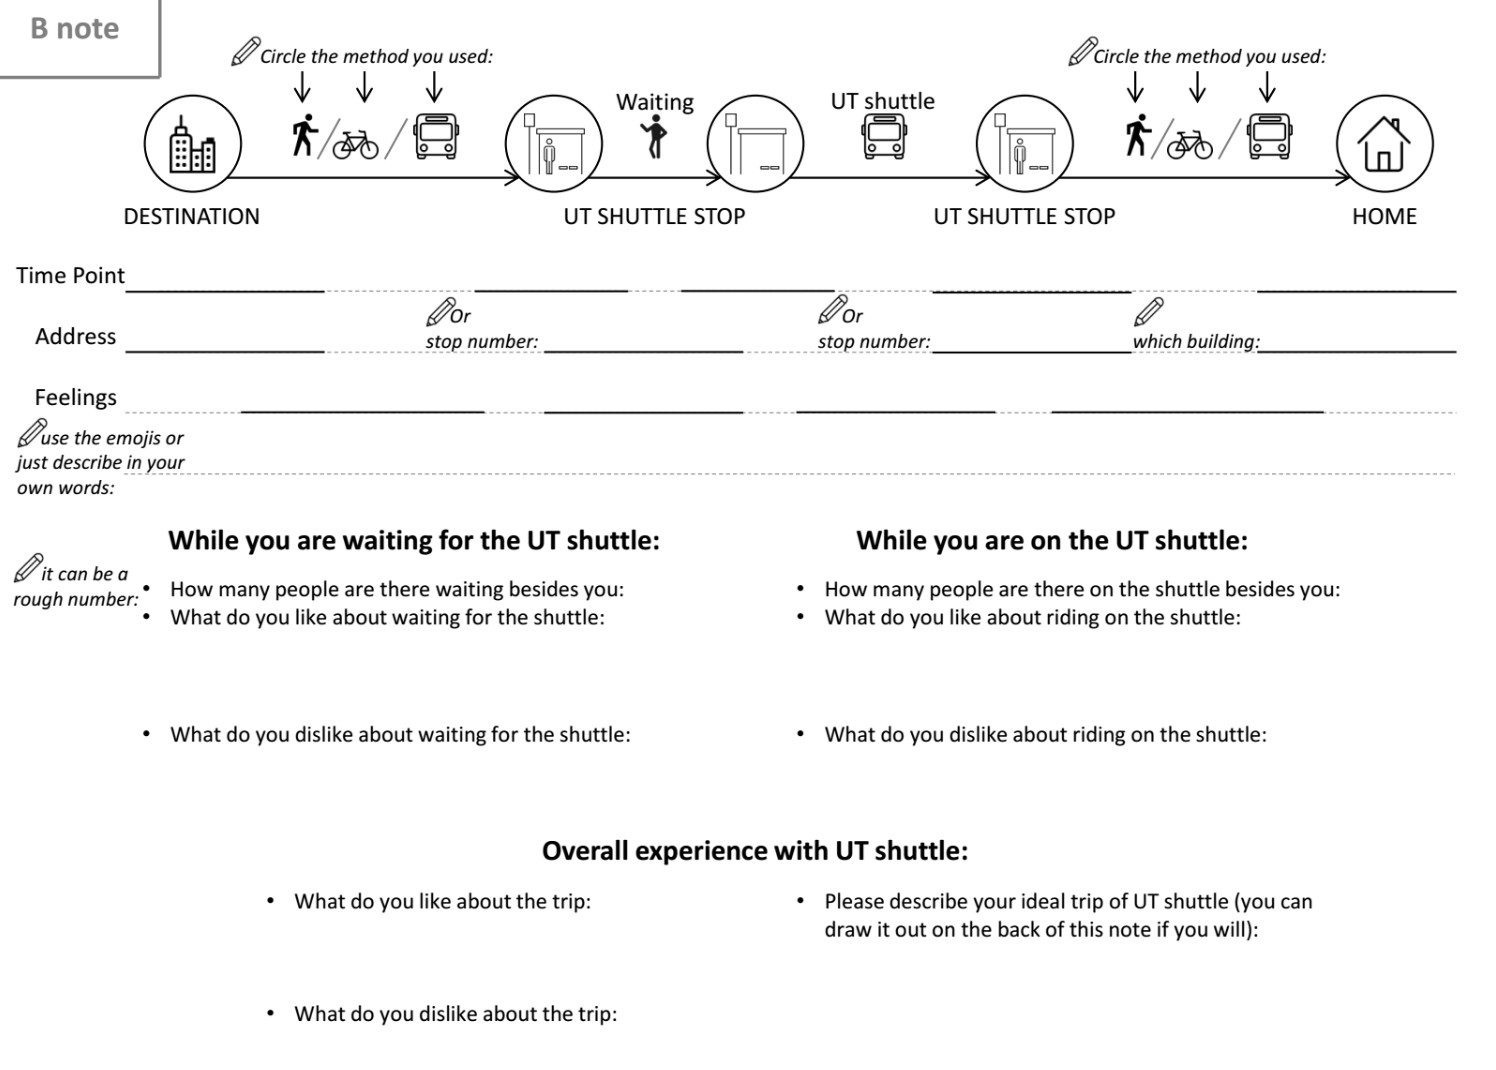 B note
Circle the method you used:
Circle the method you used:
Waiting
UT shuttle
DESTINATION
UT SHUTTLE STOP
UT SHUTTLE STOP
HOME
Time Point
Address
Or
stop number:
Or
stop number:
which building:
Feelings
use the emojis or
just describe in your
own words:
While you are waiting for the UT shuttle:
it can be a
rough number:
• How many people are there waiting besides you:
• What do you like about waiting for the shuttle:
• What do you dislike about waiting for the shuttle:
While you are on the UT shuttle:
• How many people are there on the shuttle besides you:
• What do you like about riding on the shuttle:
• What do you dislike about riding on the shuttle:
Overall experience with UT shuttle:
• What do you like about the trip:
• What do you dislike about the trip:
• Please describe your ideal trip of UT shuttle (you can
draw it out on the back of this note if you will):